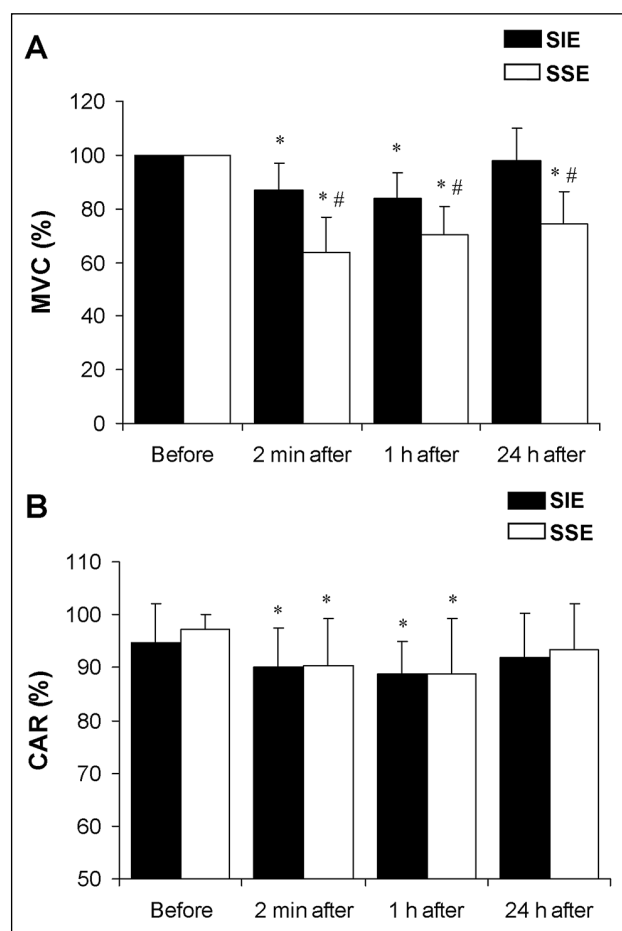 A
SIE
SSE
120
100
80
60
40
20
0
MVC (%)
*
* #
*
* #
* #
Before 2 min after 1 h after 24 h after
B
SIE
SSE
110
100
90
80
70
60
50
CAR (%)
* * * *
Before 2 min after 1 h after 24 h after